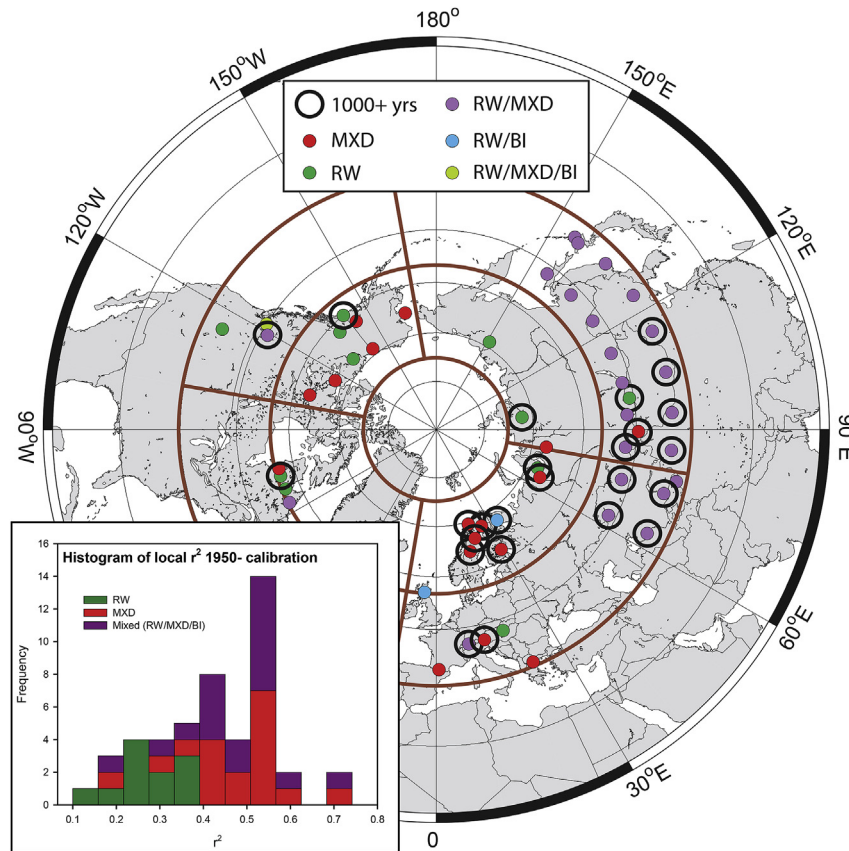 180°
150°W
150°E
1000+ yrs
RW/MXD
MXD
RW/BI
RW
RW/MXD/BI
120°W
120°E
90°W
90°E
60°E
30°E
0
Histogram of local r² 1950- calibration
RW
MXD
Mixed (RW/MXD/BI)
Frequency
16
14
12
10
8
6
4
2
0
0.1 0.2 0.3 0.4 0.5 0.6 0.7 0.8
r²